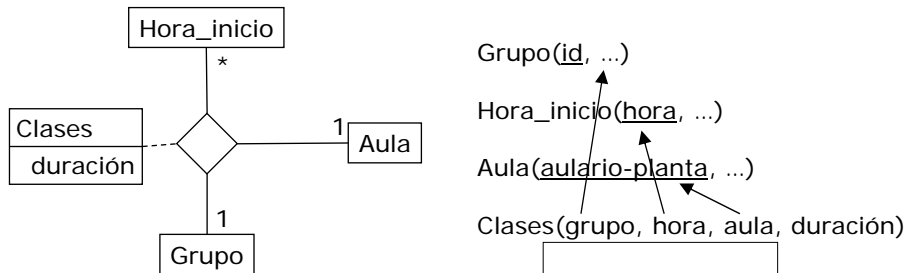 Hora_inicio
*
Clases
duración
1
Aula
1
Grupo
Grupo(id, ...)
Hora_inicio(hora, ...)
Aula(aulario-planta, ...)
Clases(grupo, hora, aula, duración)